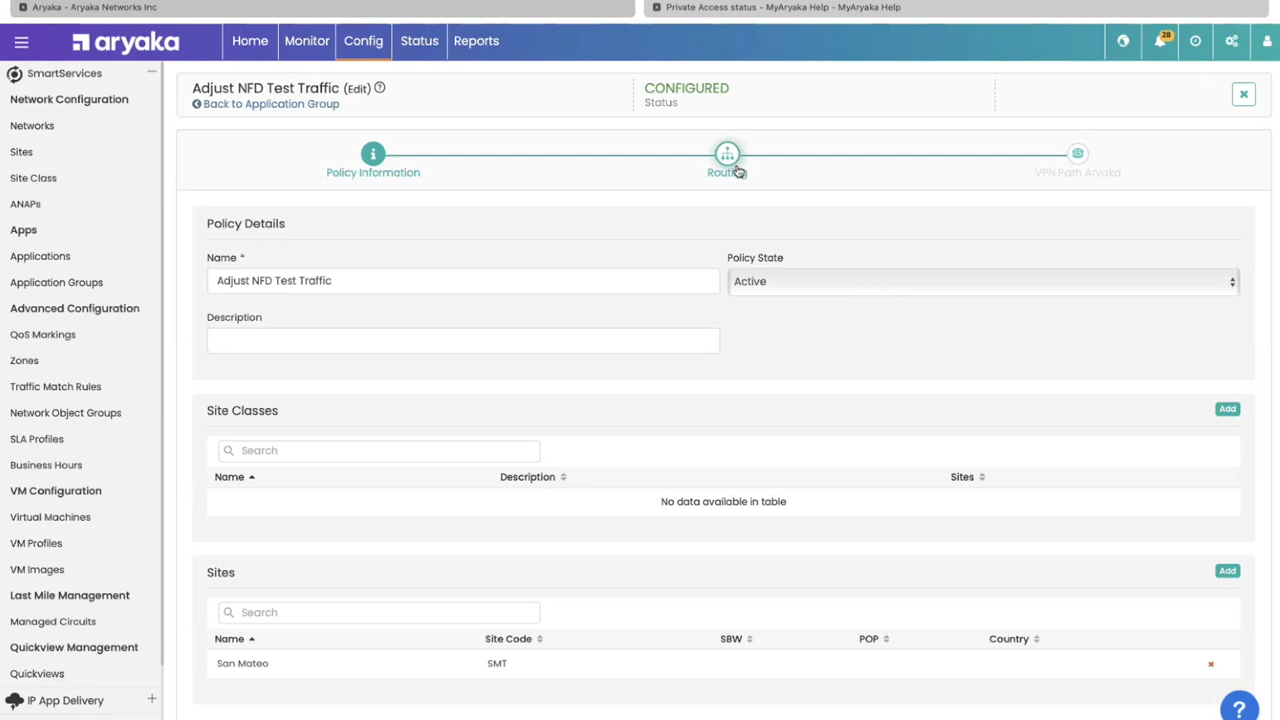 Aryaka - Aryaka Networks Inc
Private Access status - MyAryaka Help - MyAryaka
aryaka
Home
Monitor
Config
Status
Reports
28
SmartServices
Network Configuration
Networks
Sites
Site Class
ANAPs
Apps
Applications
Application Groups
Advanced Configuration
QoS Markings
Zones
Traffic Match Rules
Network Object Groups
SLA Profiles
Business Hours
VM Configuration
Virtual Machines
VM Profiles
VM Images
Last Mile Management
Managed Circuits
Quickview Management
Quickviews
IP App Delivery
Adjust NFD Test Traffic (Edit)
Back to Application Group
CONFIGURED
Status
Policy Information
Routing
VPN Path Aryaka
Policy Details
Name *
Adjust NFD Test Traffic
Policy State
Active
Description
Site Classes
Add
Search
Name Description Sites
No data available in table
Sites
Add
Search
Name Site Code SBW POP Country
San Mateo SMT